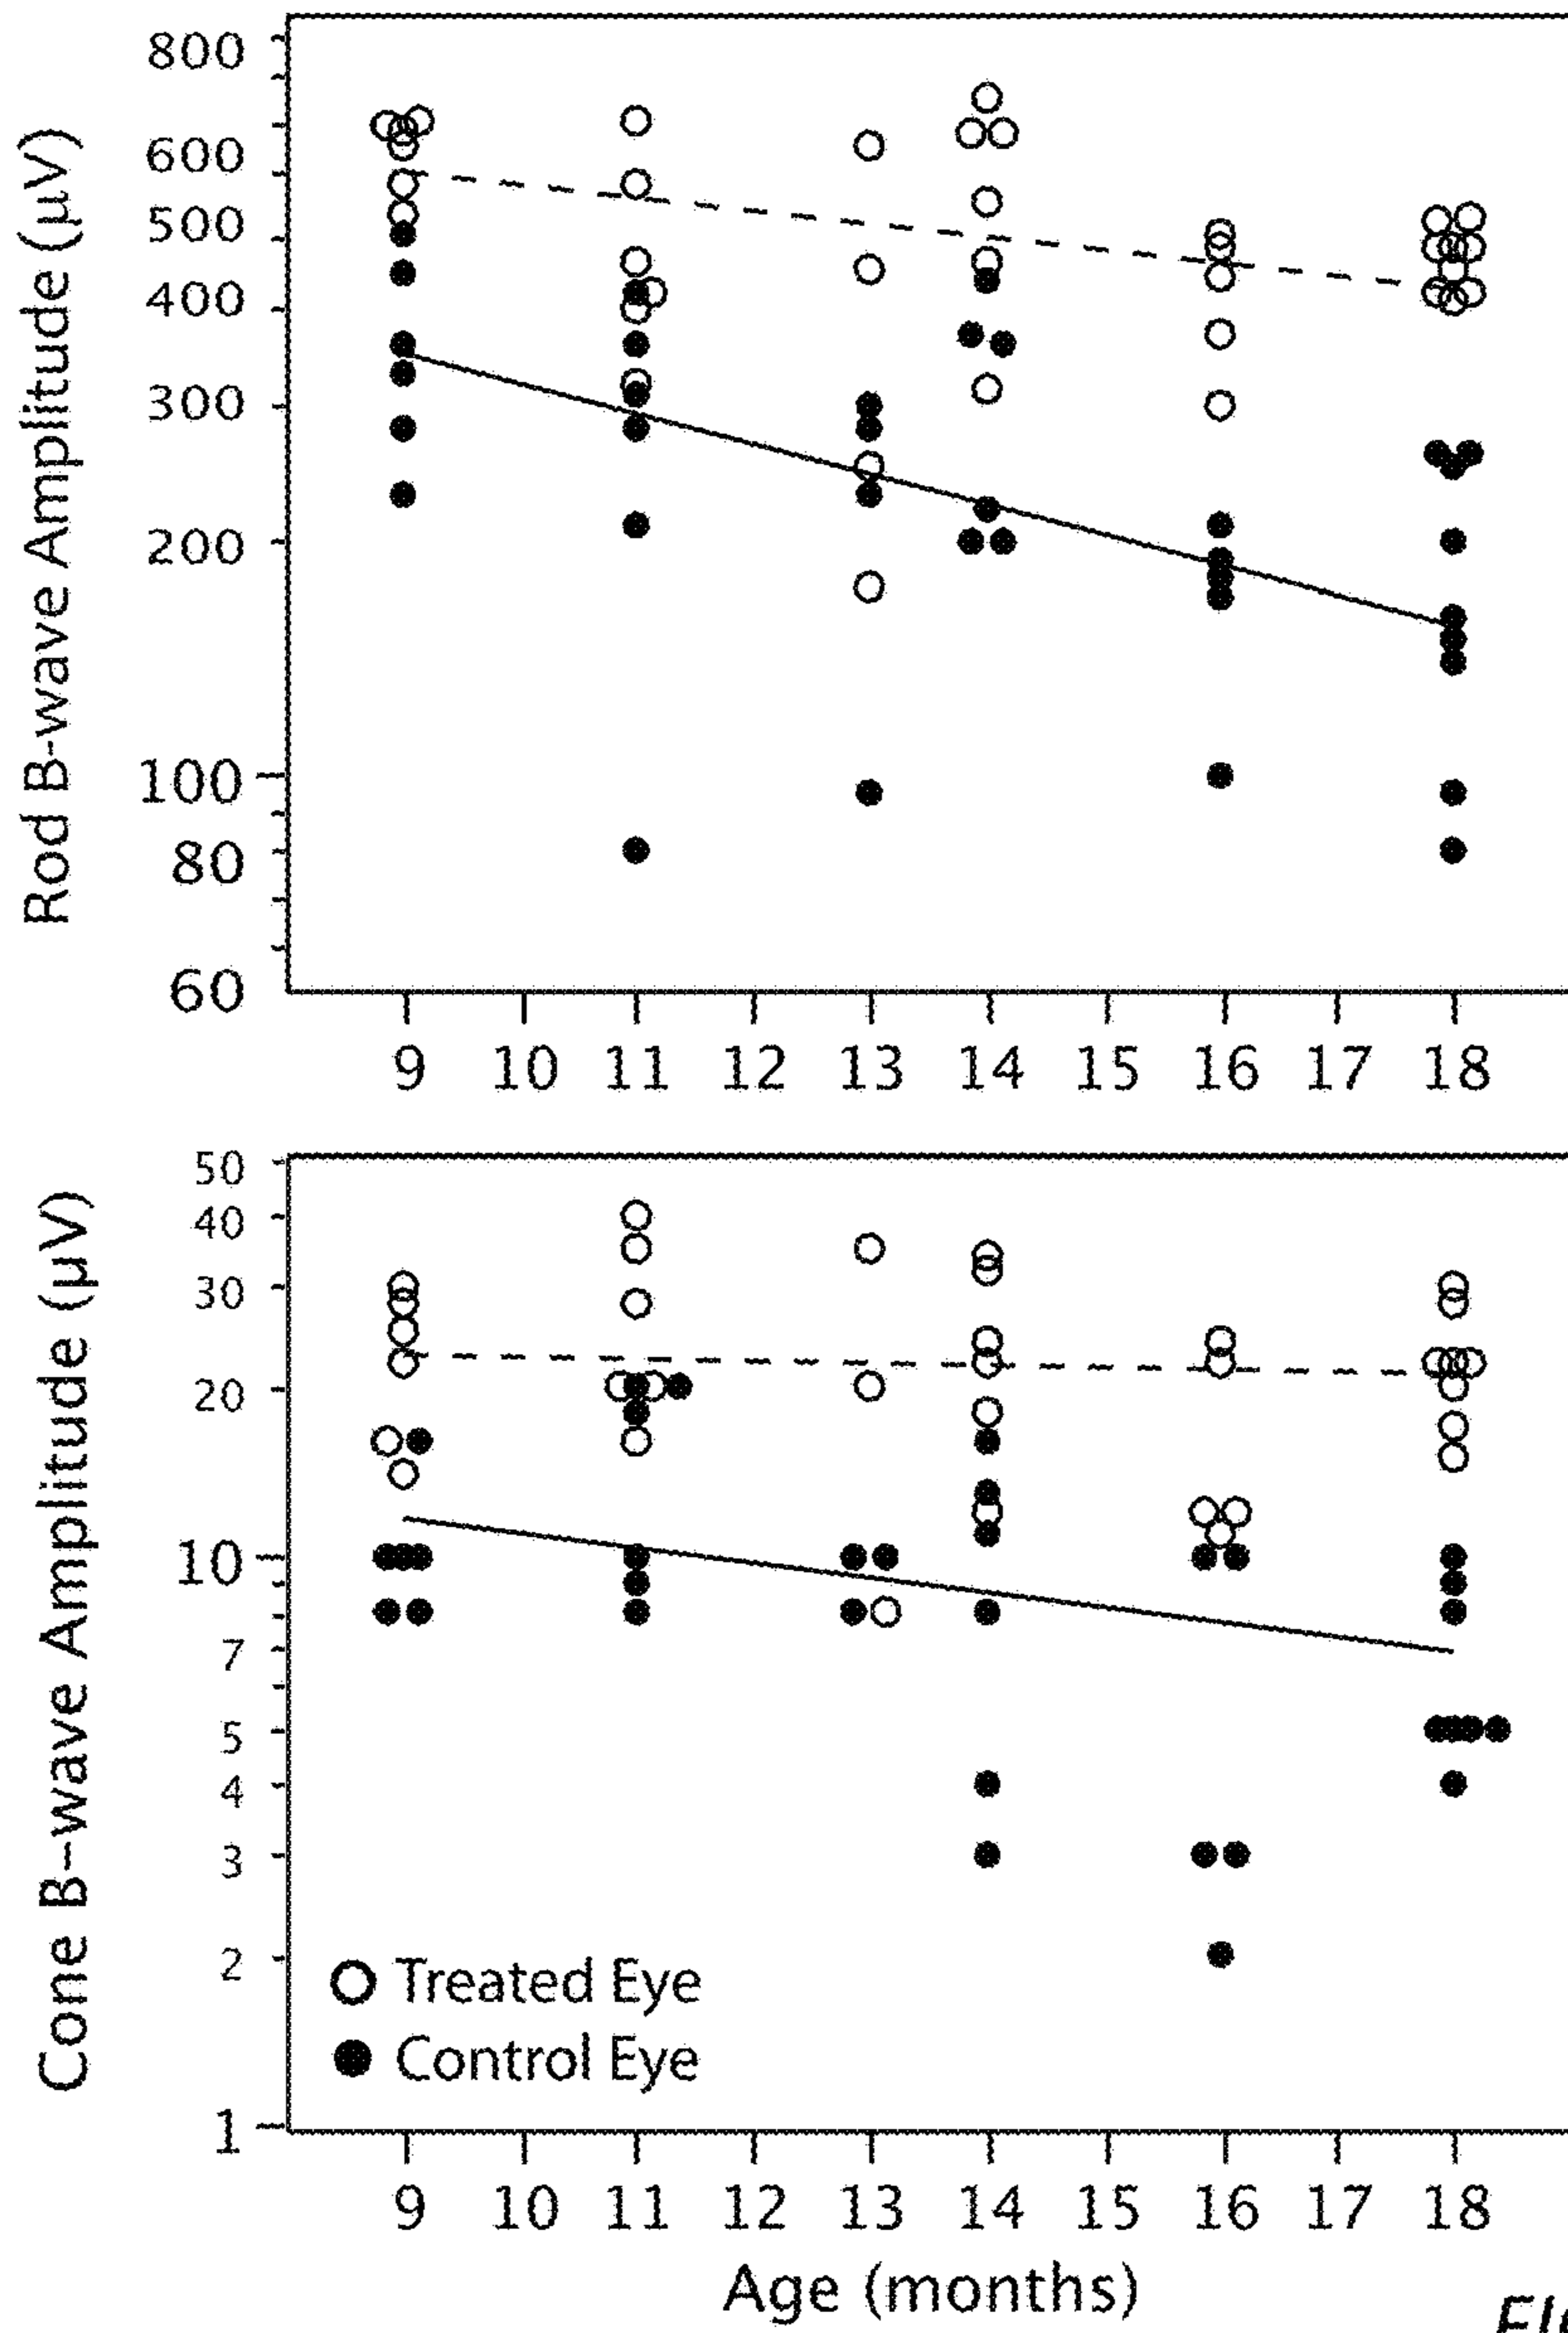 Rod B-wave Amplitude (µV)
800
600
500
400
300
200
100
80
60
9 10 11 12 13 14 15 16 17 18
Cone B-wave Amplitude (µV)
50
40
30
20
10
7
5
4
3
2
1
Treated Eye
Control Eye
9 10 11 12 13 14 15 16 17 18
Age (months)